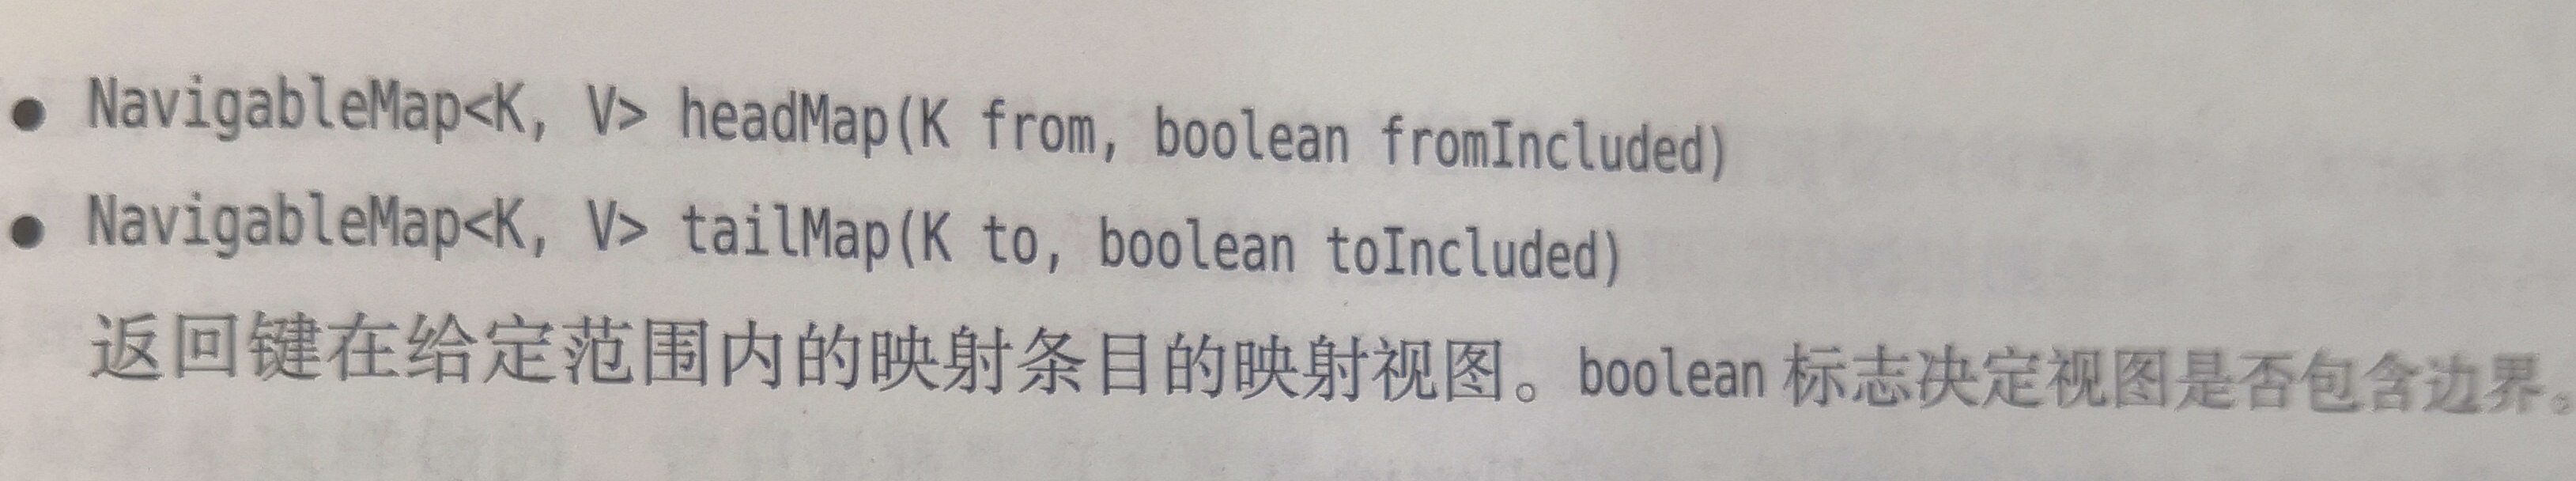 ● NavigableMap<K, V> headMap(K from, boolean fromIncluded)
● NavigableMap<K, V> tailMap(K to, boolean toIncluded)
返回键在给定范围内的映射条目的映射视图。boolean 标志决定视图是否包含边界。